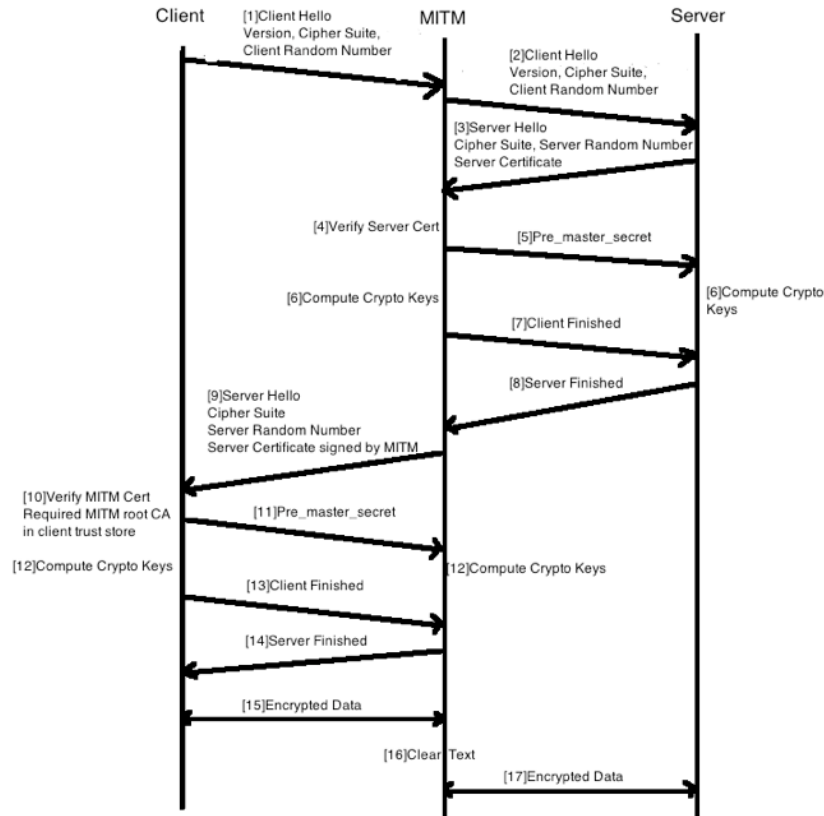 Client
MITM
Server
[1]Client Hello
Version, Cipher Suite,
Client Random Number
[2]Client Hello
Version, Cipher Suite,
Client Random Number
[3]Server Hello
Cipher Suite, Server Random Number
Server Certificate
[4]Verify Server Cert
[5]Pre_master_secret
[6]Compute Crypto Keys
[6]Compute Crypto
Keys
[7]Client Finished
[8]Server Finished
[9]Server Hello
Cipher Suite
Server Random Number
Server Certificate signed by MITM
[10]Verify MITM Cert
Required MITM root CA
in client trust store
[11]Pre_master_secret
[12]Compute Crypto Keys
[12]Compute Crypto Keys
[13]Client Finished
[14]Server Finished
[15]Encrypted Data
[16]Clear Text
[17]Encrypted Data